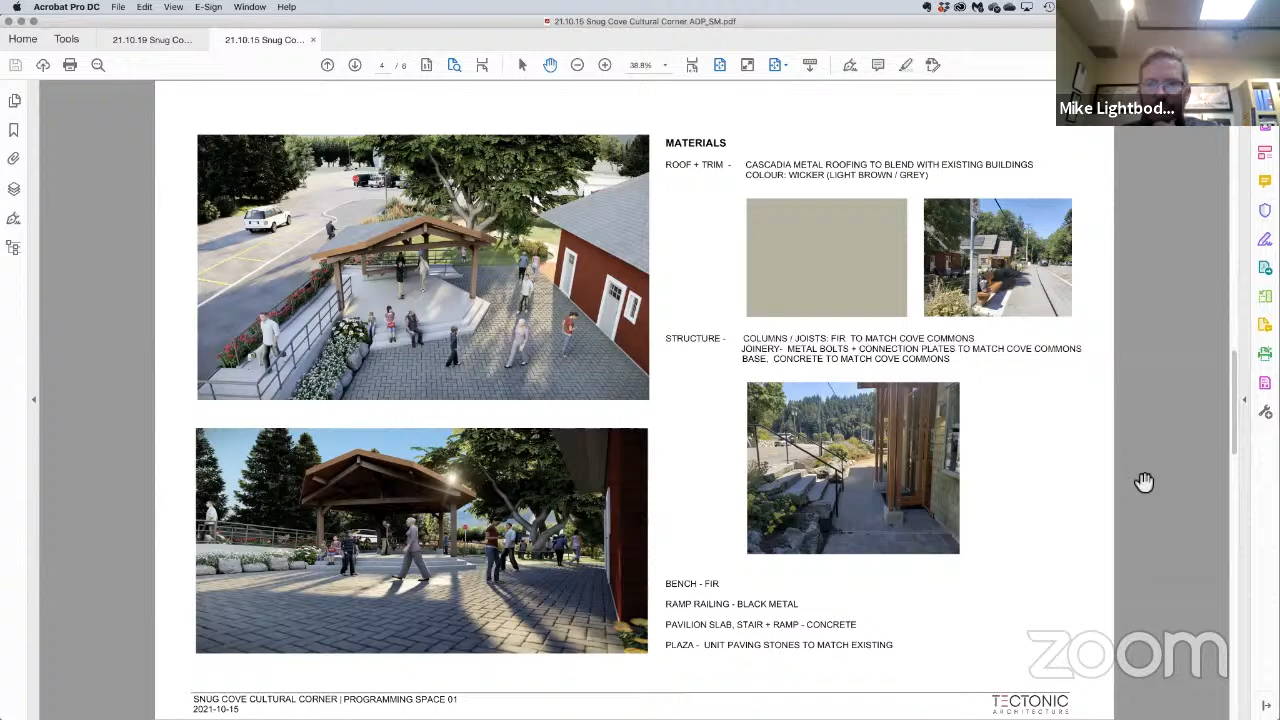 Acrobat Pro DC File Edit View E-Sign Window Help
21.10.15 Snug Cove Cultural Corner ADP_SM.pdf
Home Tools 21.10.19 Snug Co... 21.10.15 Snug Co... ×
4 / 6 38.8%
Mike Lightbod...
MATERIALS
ROOF + TRIM - CASCADIA METAL ROOFING TO BLEND WITH EXISTING BUILDINGS
COLOUR: WICKER (LIGHT BROWN / GREY)
STRUCTURE - COLUMNS / JOISTS: FIR TO MATCH COVE COMMONS
JOINERY- METAL BOLTS + CONNECTION PLATES TO MATCH COVE COMMONS
BASE, CONCRETE TO MATCH COVE COMMONS
BENCH - FIR
RAMP RAILING - BLACK METAL
PAVILION SLAB, STAIR + RAMP - CONCRETE
PLAZA - UNIT PAVING STONES TO MATCH EXISTING
zoom
SNUG COVE CULTURAL CORNER | PROGRAMMING SPACE 01
2021-10-15
TECTONIC
ARCHITECTURE